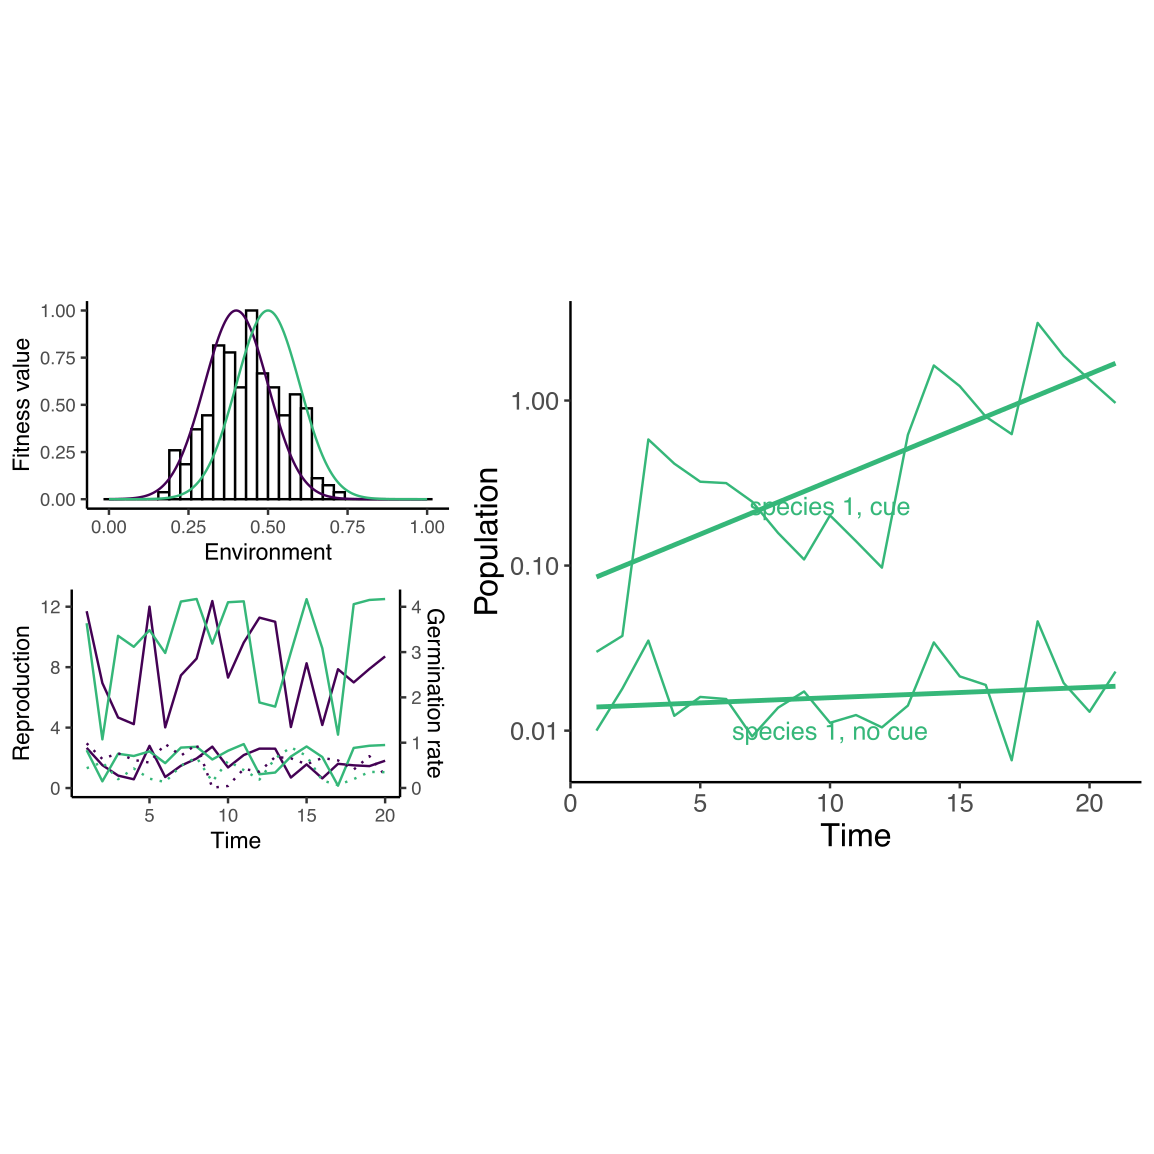 Fitness value
1.00
0.75
0.50
0.25
0.00
0.00 0.25 0.50 0.75 1.00
Environment
Reproduction
12
8
4
0
4
3
2
1
0
Germination rate
5 10 15 20
Time
Population
1.00
0.10
0.01
species 1, cue
species 1, no cue
0 5 10 15 20
Time